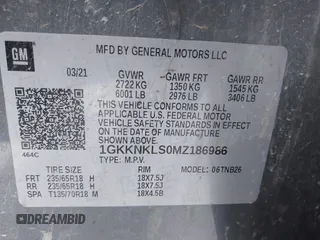 GM
MFD BY GENERAL MOTORS LLC
03/21 GVWR GAWR FRT GAWR RR
2722 KG 1350 KG 1545 KG
6001 LB 2976 LB 3406 LB
THIS VEHICLE CONFORMS TO ALL
APPLICABLE U.S. FEDERAL MOTOR
VEHICLE SAFETY AND THEFT
PREVENTION STANDARDS IN EFFECT
ON THE DATE OF MANUFACTURE
SHOWN ABOVE.
464C
1GKKNKLS0MZ186986
TYPE: M.P.V. MODEL: 06TNB26
TIRE SIZE RIM
FRT 235/65R18 H 18X7.5J
RR 235/65R18 H 18X7.5J
SPA T135/70R18 M 18X4.5B
DREAMBID